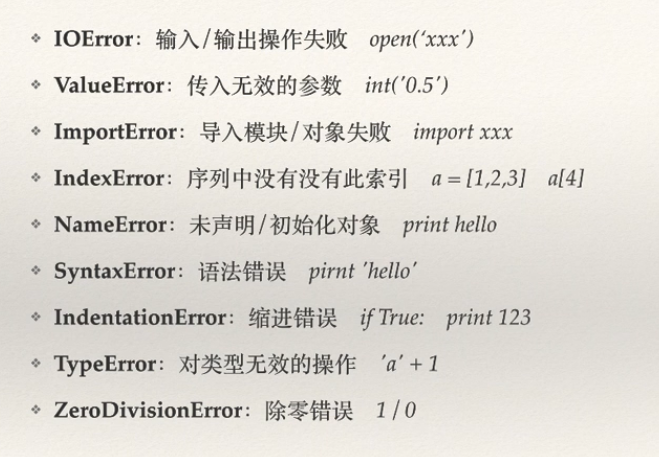 ❖ IOError：输入/输出操作失败 open(‘xxx’)
❖ ValueError：传入无效的参数 int('0.5')
❖ ImportError：导入模块/对象失败 import xxx
❖ IndexError：序列中没有没有此索引 a = [1,2,3] a[4]
❖ NameError：未声明/初始化对象 print hello
❖ SyntaxError：语法错误 pirnt 'hello'
❖ IndentationError：缩进错误 if True: print 123
❖ TypeError：对类型无效的操作 'a' + 1
❖ ZeroDivisionError：除零错误 1 / 0